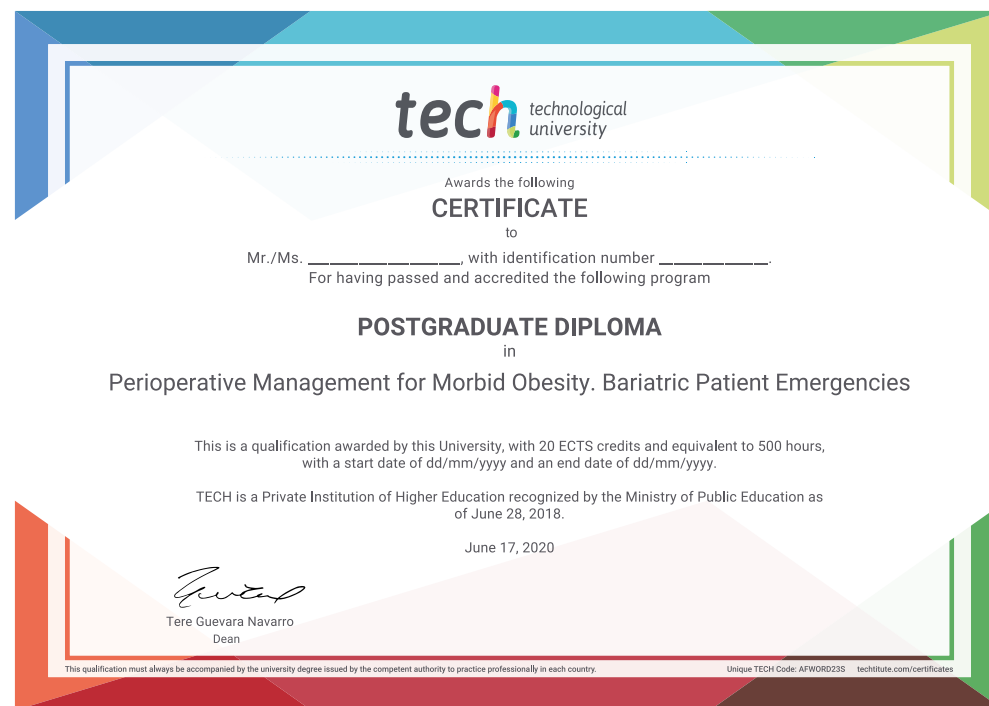 tech technological
university
Awards the following
CERTIFICATE
to
Mr./Ms. ____________________, with identification number ______________.
For having passed and accredited the following program
POSTGRADUATE DIPLOMA
in
Perioperative Management for Morbid Obesity. Bariatric Patient Emergencies
This is a qualification awarded by this University, with 20 ECTS credits and equivalent to 500 hours,
with a start date of dd/mm/yyyy and an end date of dd/mm/yyyy.
TECH is a Private Institution of Higher Education recognized by the Ministry of Public Education as
of June 28, 2018.
June 17, 2020
Tere Guevara Navarro
Dean
This qualification must always be accompanied by the university degree issued by the competent authority to practice professionally in each country.
Unique TECH Code: AFWORD23S techtitute.com/certificates